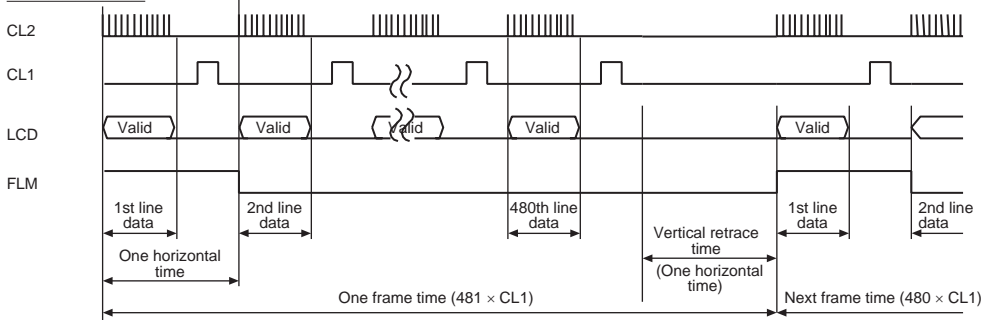 CL2
CL1
LCD
Valid
Valid
Valid
Valid
Valid
FLM
1st line
data
2nd line
data
480th line
data
1st line
data
2nd line
data
One horizontal
time
Vertical retrace
time
(One horizontal
time)
One frame time (481 × CL1)
Next frame time (480 × CL1)